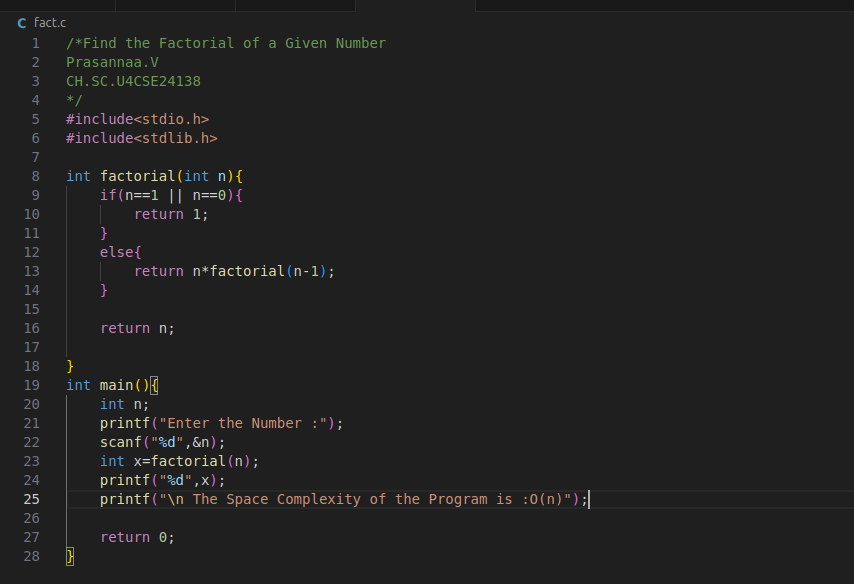 C fact.c
1 /*Find the Factorial of a Given Number
2 Prasannaa.V
3 CH.SC.U4CSE24138
4 */
5 #include<stdio.h>
6 #include<stdlib.h>
7
8 int factorial(int n){
9     if(n==1 || n==0){
10         return 1;
11     }
12     else{
13         return n*factorial(n-1);
14     }
15
16     return n;
17
18 }
19 int main(){
20     int n;
21     printf("Enter the Number :");
22     scanf("%d",&n);
23     int x=factorial(n);
24     printf("%d",x);
25     printf("\n The Space Complexity of the Program is :O(n)");
26
27     return 0;
28 }